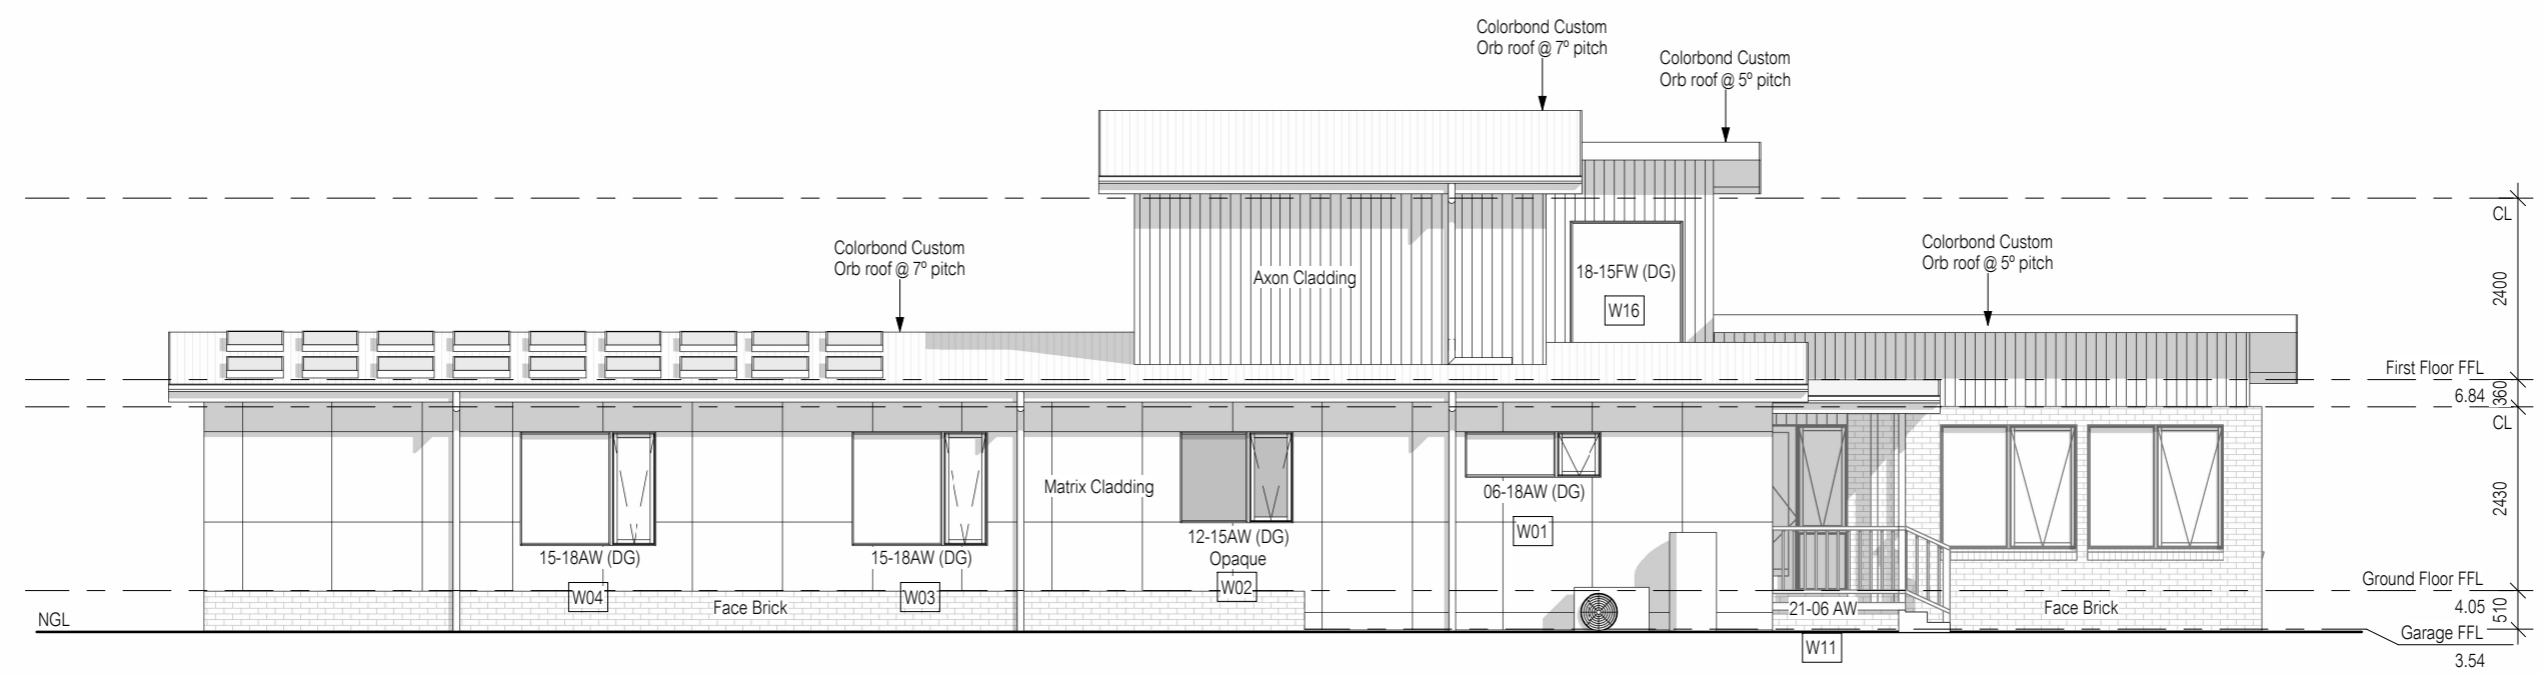 Colorbond Custom
Orb roof @ 7º pitch
Colorbond Custom
Orb roof @ 5º pitch
CL
Colorbond Custom
Orb roof @ 7º pitch
Colorbond Custom
Orb roof @ 5º pitch
Axon Cladding
18-15FW (DG)
W16
2400
First Floor FFL
6.84
360
CL
Matrix Cladding
06-18AW (DG)
W01
2430
15-18AW (DG)
W04
15-18AW (DG)
W03
12-15AW (DG)
Opaque
W02
Ground Floor FFL
4.05
510
Face Brick
21-06 AW
W11
Face Brick
NGL
Garage FFL
3.54